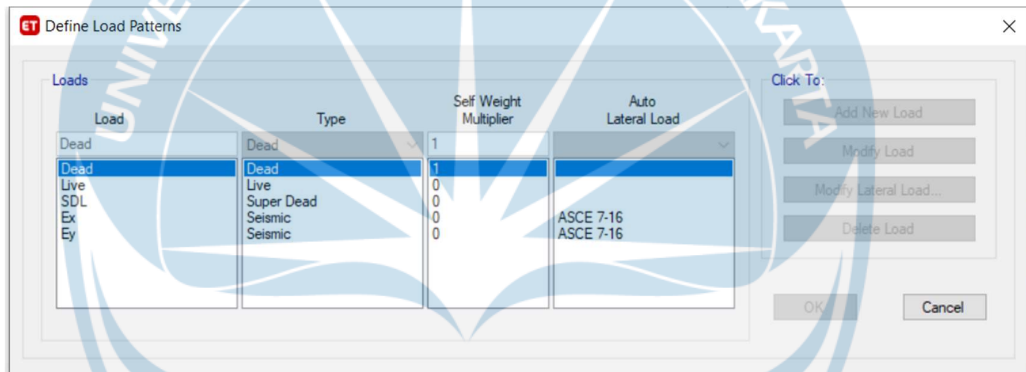 ET Define Load Patterns
Loads
Click To:
Load Type Self Weight Multiplier Auto Lateral Load
Dead Dead 1
Dead Dead 1
Live Live 0
SDL Super Dead 0
Ex Seismic 0 ASCE 7-16
Ey Seismic 0 ASCE 7-16
Add New Load
Modify Load
Modify Lateral Load...
Delete Load
OK Cancel